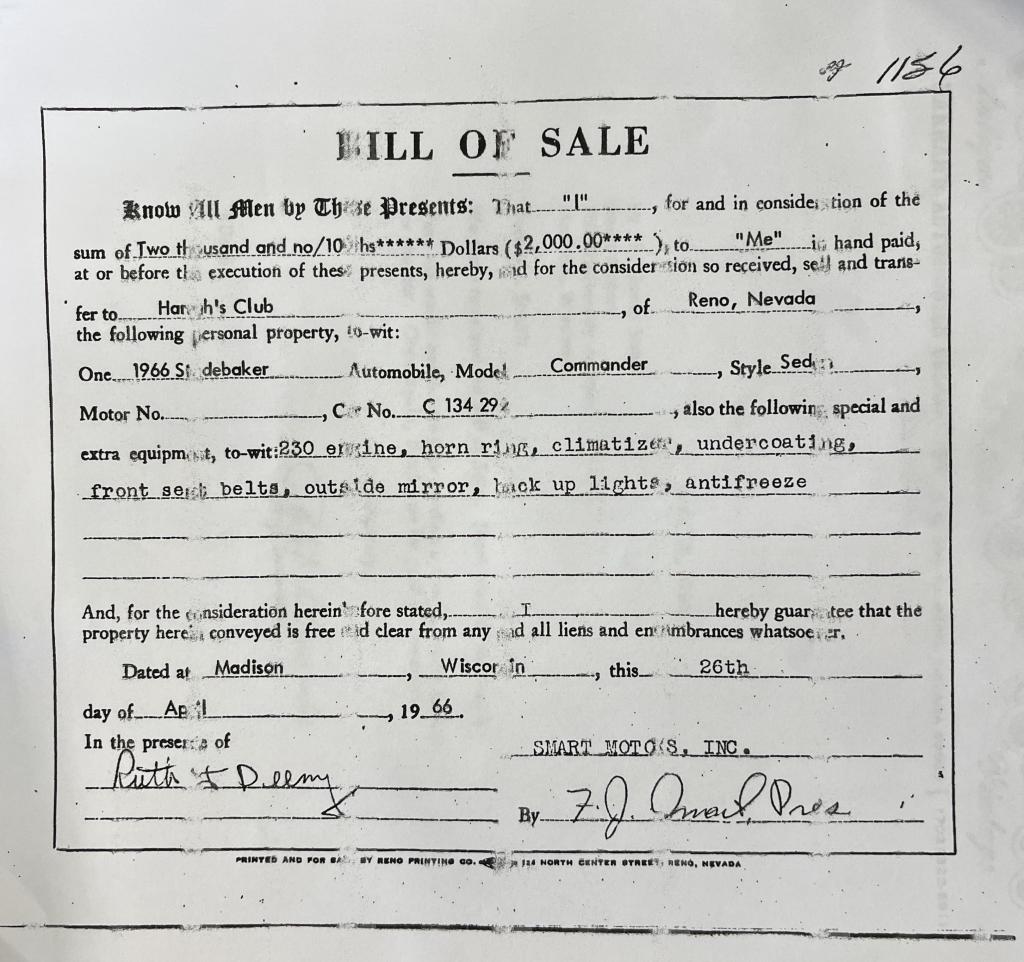 1156
BILL OF SALE
Know All Men by These Presents: That "I", for and in consideration of the
sum of Two thousand and no/100ths****** Dollars ($2,000.00**** ), to "Me" in hand paid,
at or before the execution of these presents, hereby, and for the consideration so received, sell and trans-
fer to Harrah's Club, of Reno, Nevada,
the following personal property, to-wit:
One 1966 Studebaker Automobile, Model Commander, Style Sedan,
Motor No. , Car No. C 134 29, also the following special and
extra equipment, to-wit: 230 engine, horn ring, climatizer, undercoating,
front seat belts, outside mirror, back up lights, antifreeze
And, for the consideration hereinbefore stated, I hereby guarantee that the
property herein conveyed is free and clear from any and all liens and encumbrances whatsoever.
Dated at Madison, Wisconsin, this 26th
day of April, 19 66.
In the presence of SMART MOTORS, INC.
Ruth Deemy
By F.J. Smart, Pres
PRINTED AND FOR SALE BY RENO PRINTING CO. 124 NORTH CENTER STREET, RENO, NEVADA